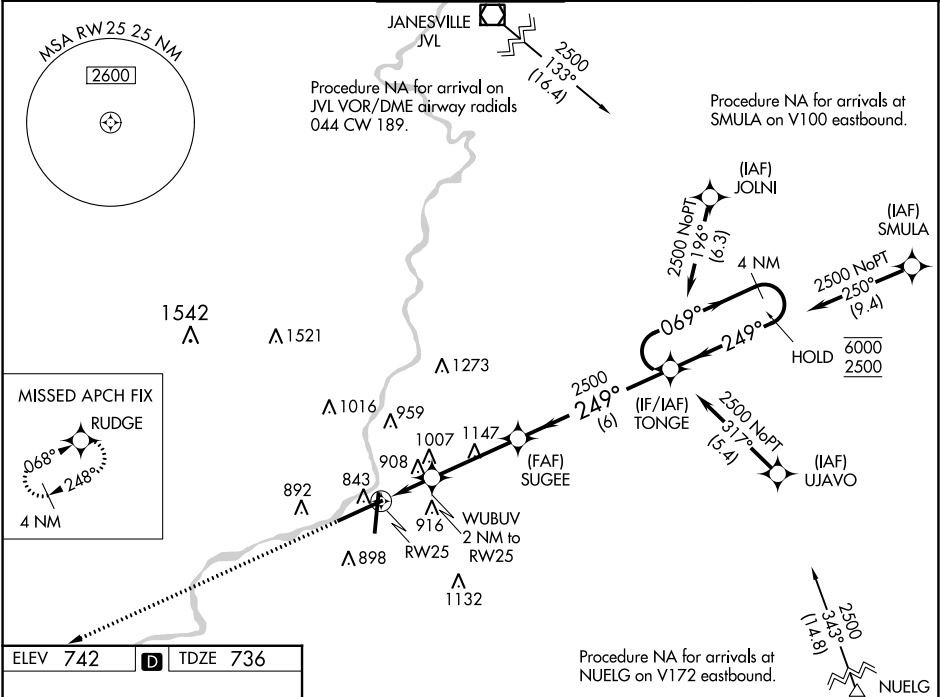 MSA RW25 25 NM
2600
JANESVILLE
JVL
2500
133°
(16.4)
Procedure NA for arrival on
JVL VOR/DME airway radials
044 CW 189.
Procedure NA for arrivals at
SMULA on V100 eastbound.
(IAF)
JOLNI
2500 NoPT
196°
(6.3)
(IAF)
SMULA
2500 NoPT
250°
(9.4)
4 NM
069°
249°
HOLD
6000
2500
1542
1521
1273
2500
249°
(6)
(IF/IAF)
TONGE
2500 NoPT
317°
(5.4)
(IAF)
UJAVO
MISSED APCH FIX
RUDGE
068°
248°
4 NM
1016
959
1007
1147
908
(FAF)
SUGEE
892
843
916
WUBUV
2 NM to
RW25
RW25
898
1132
2500
343°
(14.8)
NUELG
Procedure NA for arrivals at
NUELG on V172 eastbound.
ELEV 742 D TDZE 736